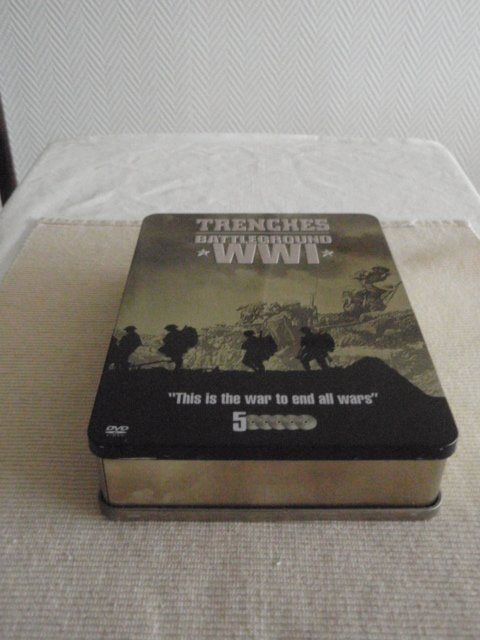 TRENCHES
BATTLEGROUND
WWI
"This is the war to end all wars"
5
DVD